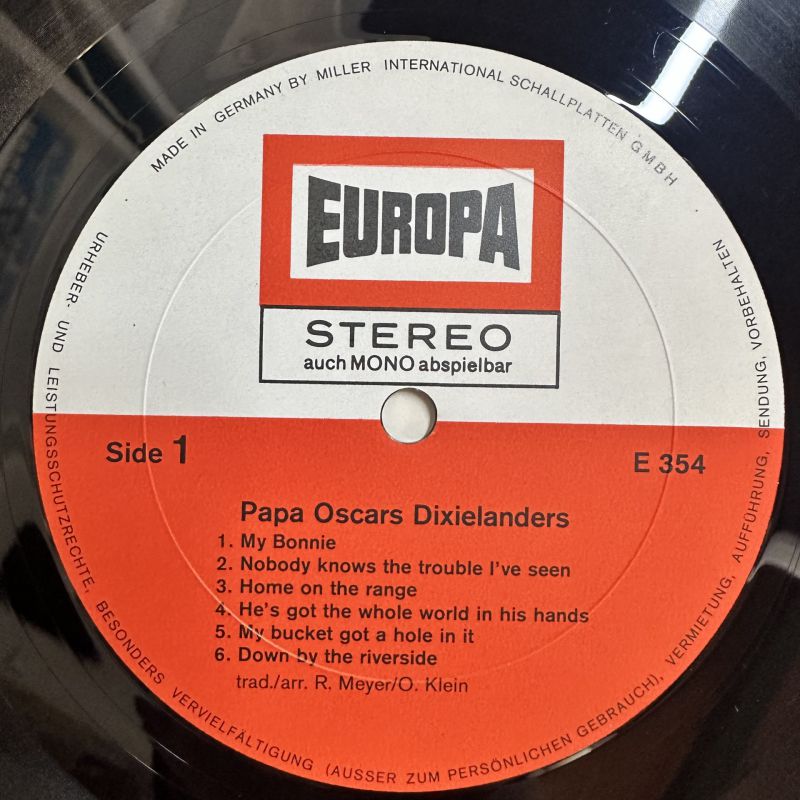 MADE IN GERMANY BY MILLER INTERNATIONAL SCHALLPLATTEN GMBH
EUROPA
STEREO
auch MONO abspielbar
Side 1
E 354
Papa Oscars Dixielanders
1. My Bonnie
2. Nobody knows the trouble I've seen
3. Home on the range
4. He's got the whole world in his hands
5. My bucket got a hole in it
6. Down by the riverside
trad./arr. R. Meyer/O. Klein
URHEBER- UND LEISTUNGSSCHUTZRECHTE, BESONDERS VERVIELFÄLTIGUNG (AUSSER ZUM PERSÖNLICHEN GEBRAUCH), VERMIETUNG, AUFFÜHRUNG, SENDUNG, VORBEHALTEN